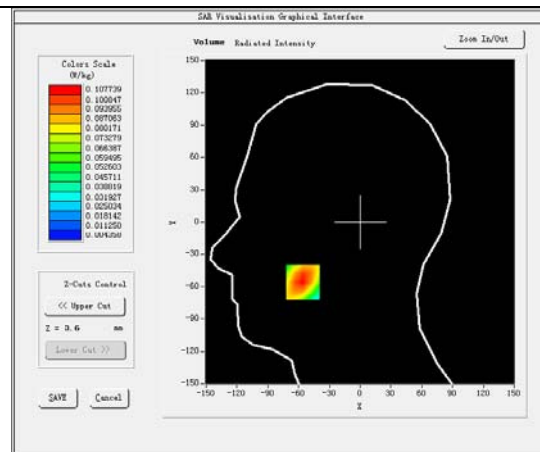 SAR Visualisation Graphical Interface
Volume Radiated Intensity
Zoom In/Out
Colors Scale
(W/kg)
0.107739
0.100847
0.093955
0.087063
0.080171
0.073279
0.066387
0.059495
0.052603
0.045711
0.038819
0.031927
0.025034
0.018142
0.011250
0.004358
Z-Cuts Control
<< Upper Cut
Z = 3.6 mm
Lower Cut >>
SAVE Cancel
150
120
90
60
30
0
-30
-60
-90
-120
-150
Y
-150 -120 -90 -60 -30 0 30 60 90 120 150
X